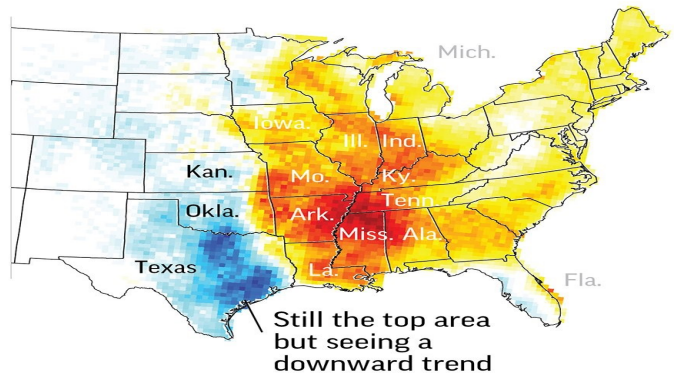 Mich.
Iowa.
Ill. Ind.
Kan. Mo. Ky.
Tenn.
Okla. Ark.
Miss. Ala.
Texas La. Fla.
Still the top area
but seeing a
downward trend